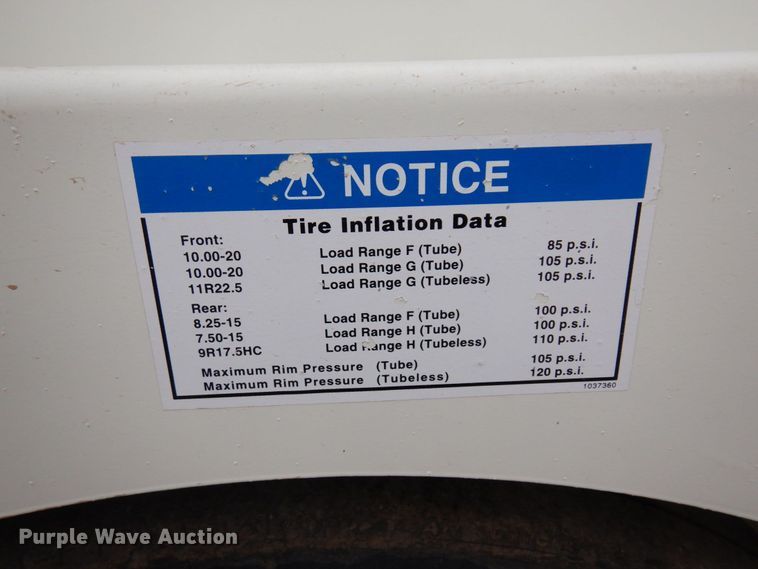 NOTICE
Tire Inflation Data
Front:
10.00-20 Load Range F (Tube) 85 p.s.i.
10.00-20 Load Range G (Tube) 105 p.s.i.
11R22.5 Load Range G (Tubeless) 105 p.s.i.
Rear:
8.25-15 Load Range F (Tube) 100 p.s.i.
7.50-15 Load Range H (Tube) 100 p.s.i.
9R17.5HC Load Range H (Tubeless) 110 p.s.i.
Maximum Rim Pressure (Tube) 105 p.s.i.
Maximum Rim Pressure (Tubeless) 120 p.s.i.
1037360
Purple Wave Auction